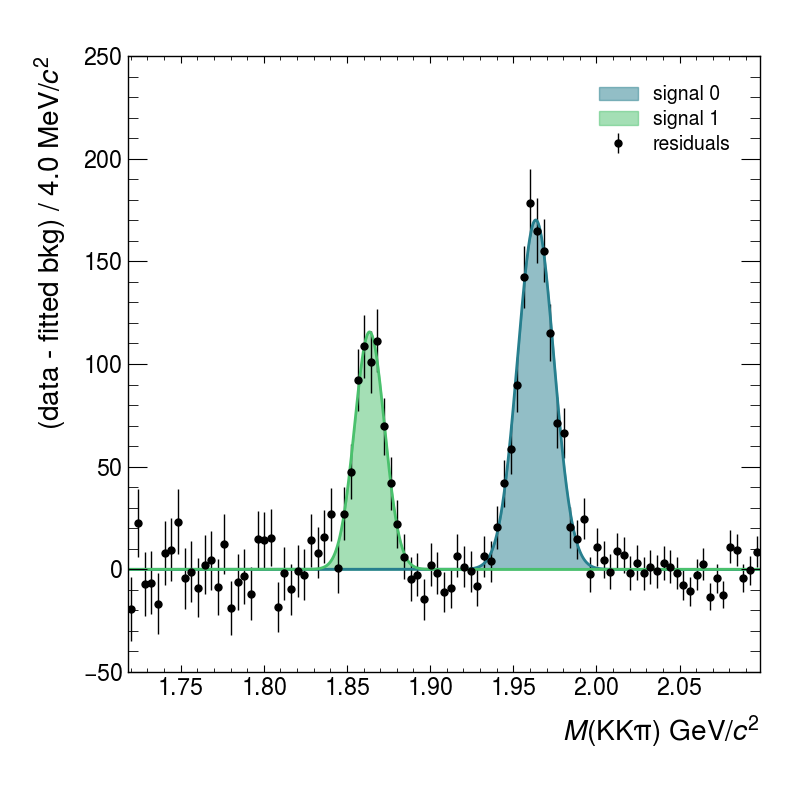 (data - fitted bkg) / 4.0 MeV/c²
250
200
150
100
50
0
−50
signal 0
signal 1
residuals
1.75 1.80 1.85 1.90 1.95 2.00 2.05
M(KKπ) GeV/c²